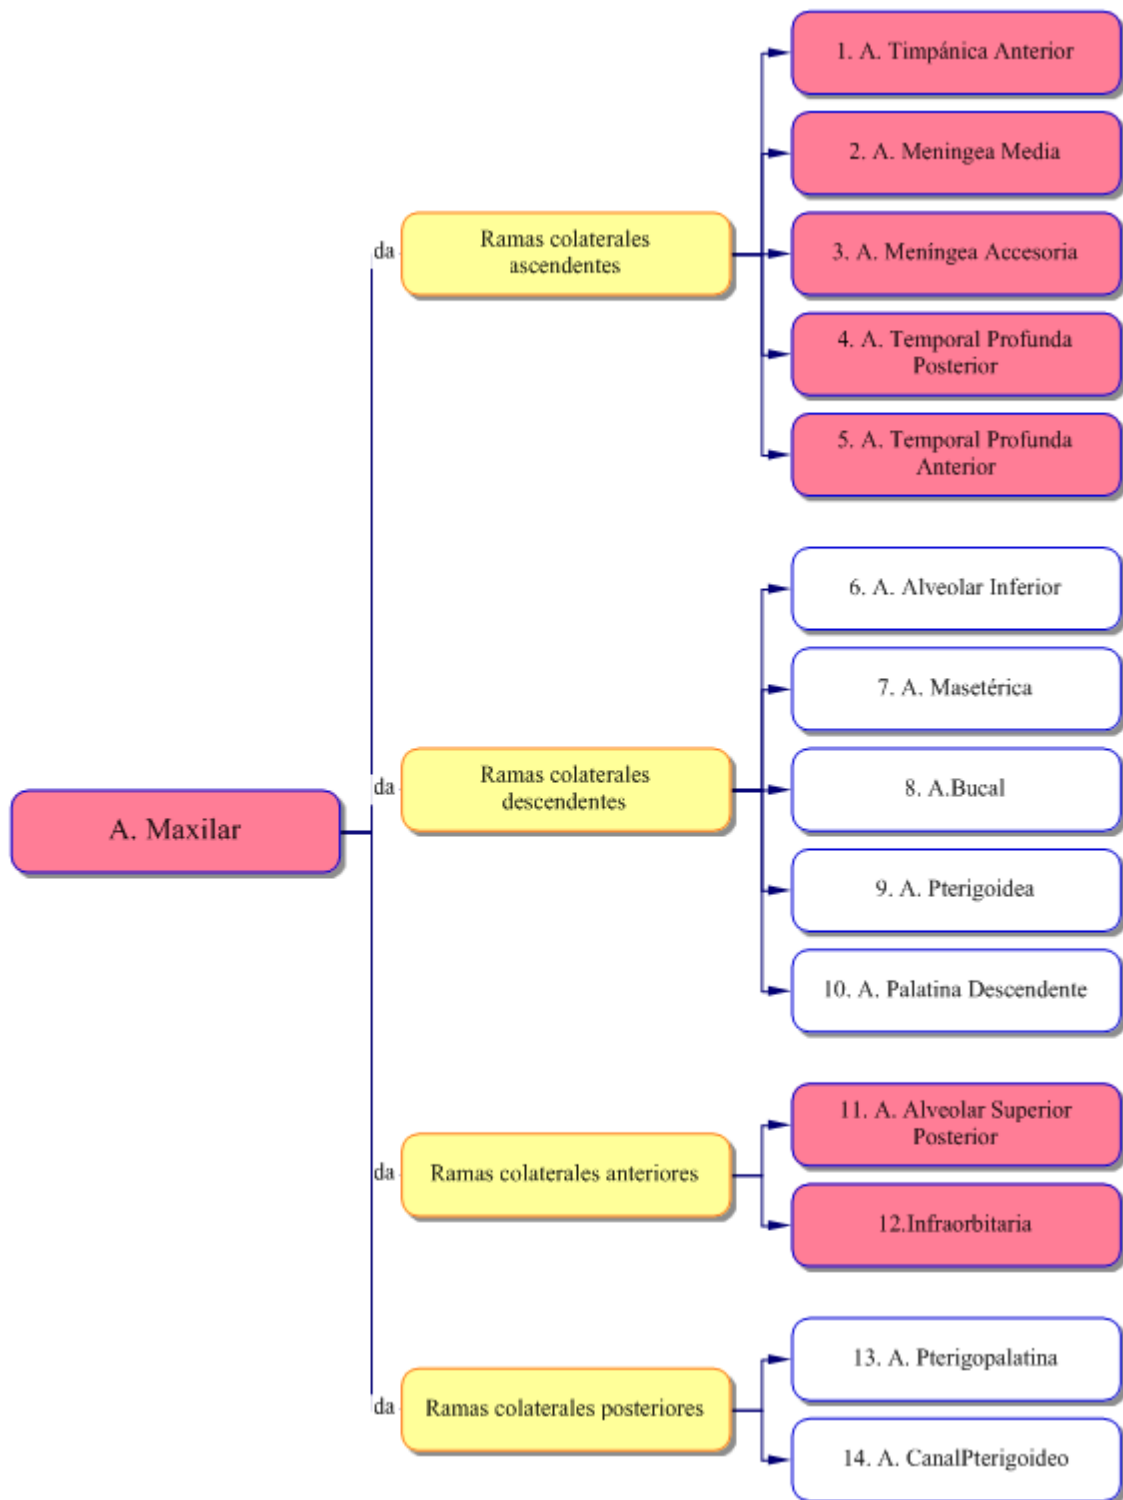 A. Maxilar
da
Ramas colaterales
ascendentes
1. A. Timpánica Anterior
2. A. Meningea Media
3. A. Meníngea Accesoria
4. A. Temporal Profunda
Posterior
5. A. Temporal Profunda
Anterior
da
Ramas colaterales
descendentes
6. A. Alveolar Inferior
7. A. Masetérica
8. A.Bucal
9. A. Pterigoidea
10. A. Palatina Descendente
da
Ramas colaterales anteriores
11. A. Alveolar Superior
Posterior
12.Infraorbitaria
da
Ramas colaterales posteriores
13. A. Pterigopalatina
14. A. CanalPterigoideo